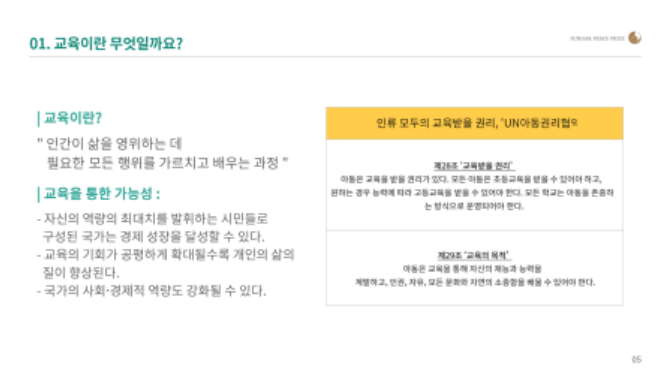 01. 교육이란 무엇일까요?
교육이란?
" 인간이 삶을 영위하는 데
필요한 모든 행위를 가르치고 배우는 과정 "
교육을 통한 가능성 :
- 자신의 역량의 최대치를 발휘하는 시민들로
구성된 국가는 경제 성장을 달성할 수 있다.
- 교육의 기회가 공평하게 확대될수록 개인의 삶의
질이 향상된다.
- 국가의 사회·경제적 역량도 강화될 수 있다.
인류 모두의 교육받을 권리, 'UN아동권리협약
제28조 '교육받을 권리'
아동은 교육을 받을 권리가 있다. 모든 아동은 초등교육을 받을 수 있어야 하고,
원하는 경우 능력에 따라 고등교육을 받을 수 있어야 한다. 모든 학교는 아동을 존중하
는 방식으로 운영되어야 한다.
제29조 '교육의 목적'
아동은 교육을 통해 자신의 재능과 능력을
계발하고, 인권, 자유, 모든 문화와 자연의 소중함을 배울 수 있어야 한다.
05